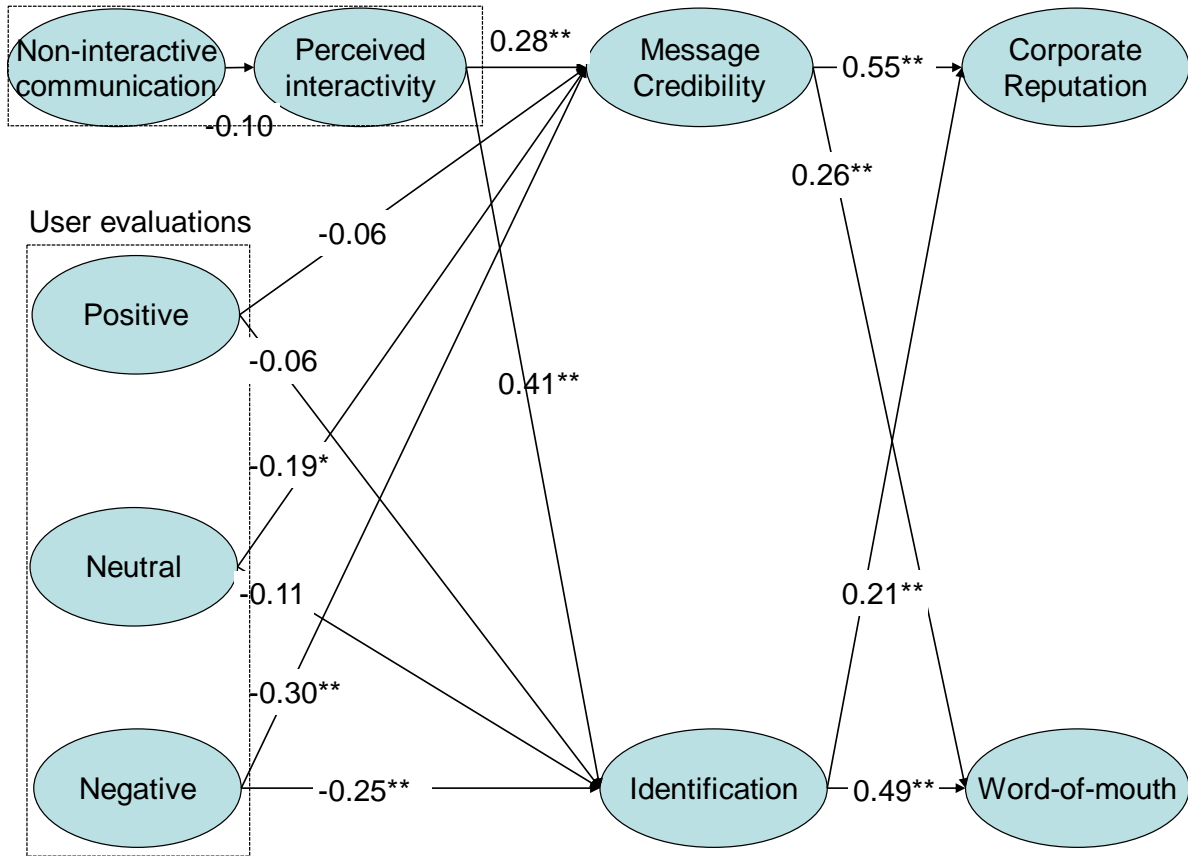 Non-interactive
communication
Perceived
interactivity
0.28**
Message
Credibility
0.55**
Corporate
Reputation
-0.10
0.26**
User evaluations
-0.06
Positive
-0.06
0.41**
-0.19*
Neutral
-0.11
0.21**
-0.30**
Negative
-0.25**
Identification
0.49**
Word-of-mouth